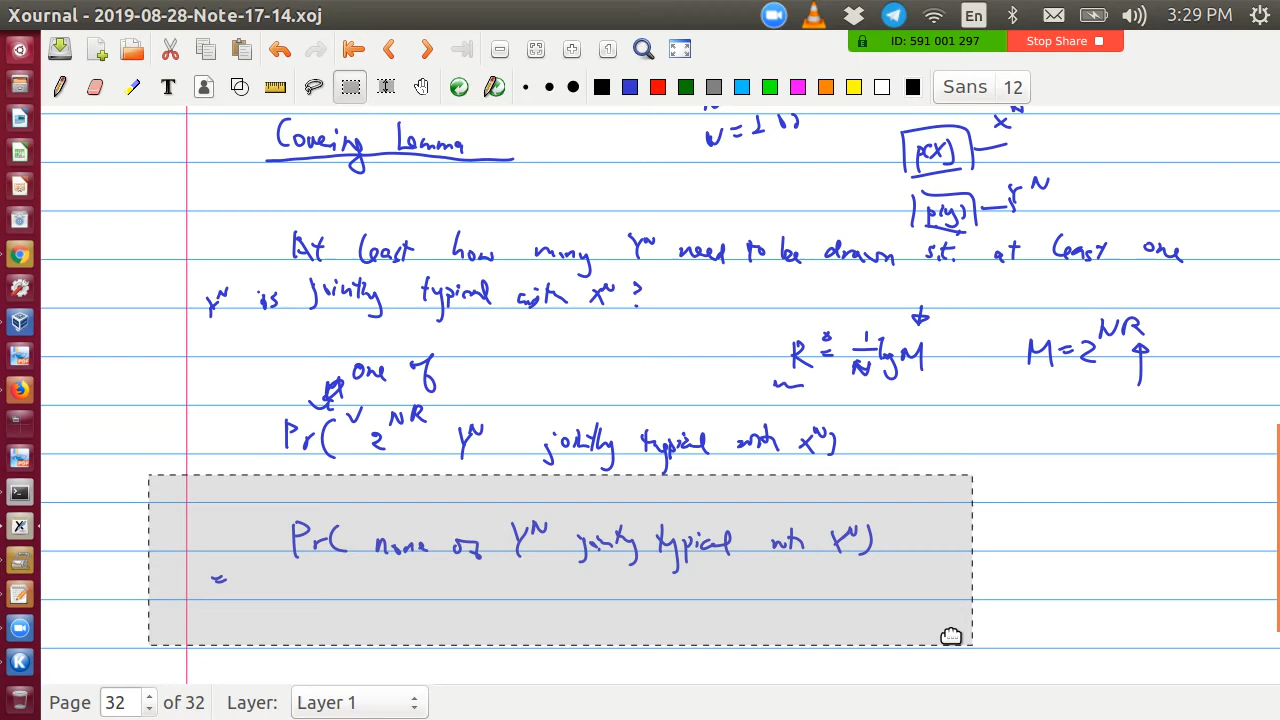 Xournal - 2019-08-28-Note-17-14.xoj
En
3:29 PM
ID: 591 001 297
Stop Share
Sans 12
Covering Lemma
p(x) — x^N
p(y) — Y^N
At least how many Y^N need to be drawn s.t. at least one
Y^N is jointly typical with X^N?
R ≜ 1/N log M M = 2^NR
one of
Pr( 2^NR Y^N jointly typical with X^N)
Pr( none of Y^N jointly typical with X^N)
=
Page 32 of 32 Layer: Layer 1